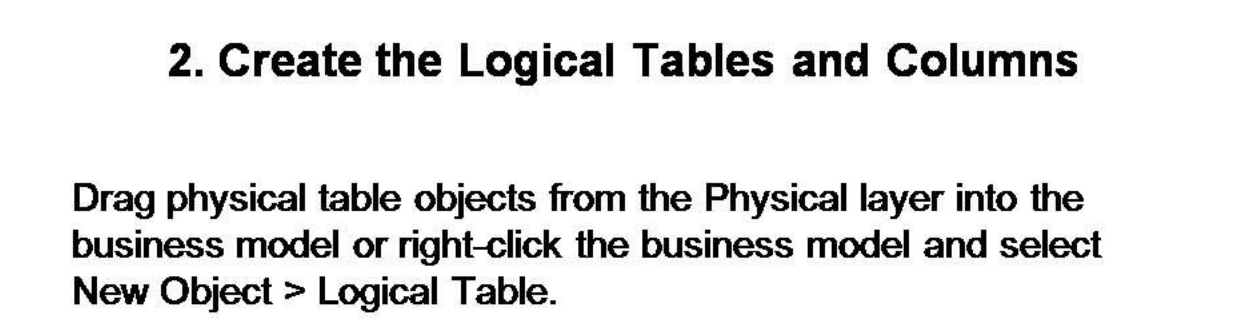 2. Create the Logical Tables and Columns
Drag physical table objects from the Physical layer into the
business model or right-click the business model and select
New Object > Logical Table.